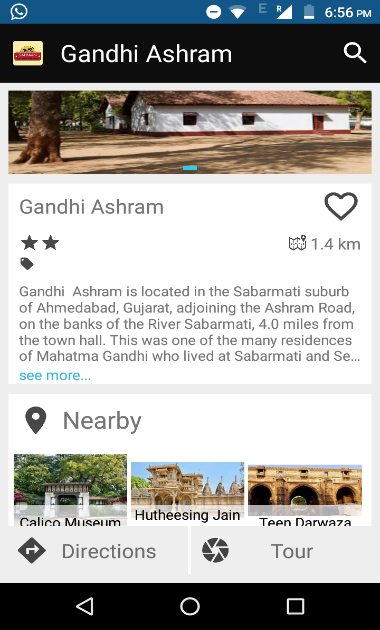 E
6:56 PM
Gandhi Ashram
Gandhi Ashram
1.4 km
Gandhi Ashram is located in the Sabarmati suburb
of Ahmedabad, Gujarat, adjoining the Ashram Road,
on the banks of the River Sabarmati, 4.0 miles from
the town hall. This was one of the many residences
of Mahatma Gandhi who lived at Sabarmati and Se...
see more...
Nearby
Calico Museum
Hutheesing Jain
Teen Darwaza
Directions
Tour